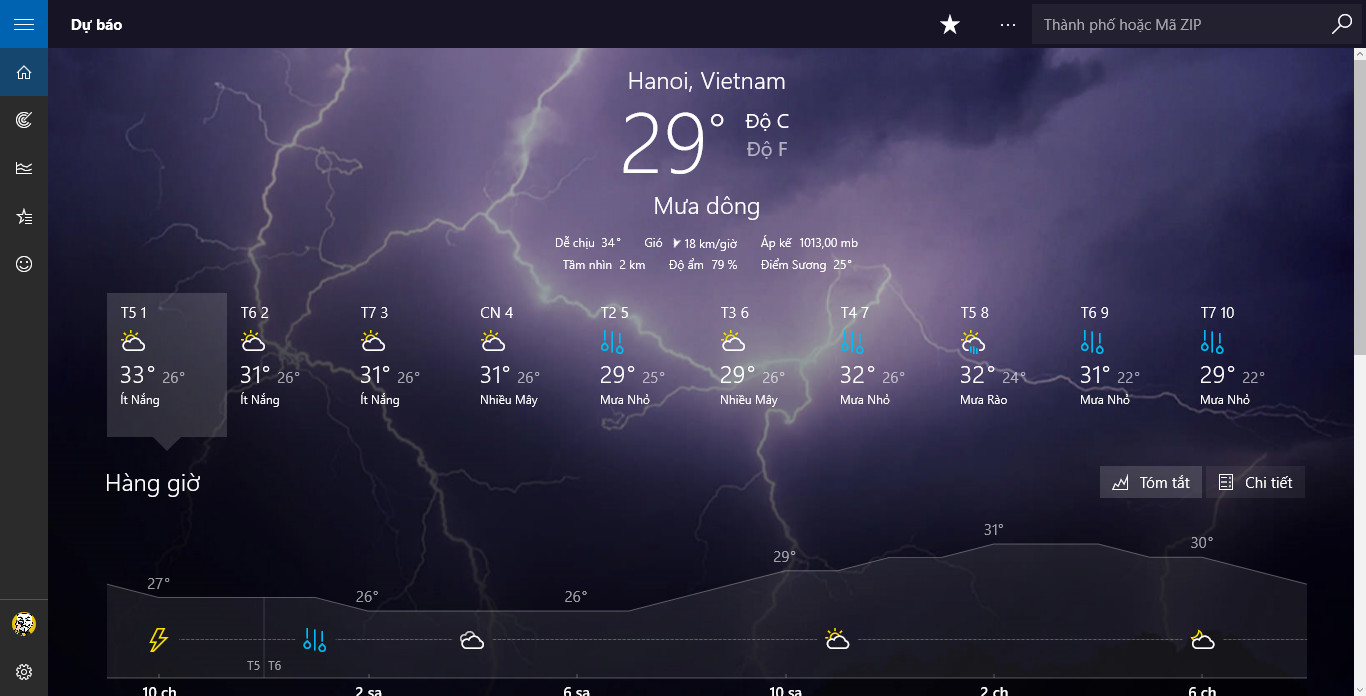 Dự báo
Thành phố hoặc Mã ZIP
Hanoi, Vietnam
29° Độ C
Độ F
Mưa dông
Dễ chịu 34° Gió 18 km/giờ Áp kế 1013,00 mb
Tầm nhìn 2 km Độ ẩm 79 % Điểm Sương 25°
T5 1 T6 2 T7 3 CN 4 T2 5 T3 6 T4 7 T5 8 T6 9 T7 10
33° 26° 31° 26° 31° 26° 31° 26° 29° 25° 29° 26° 32° 26° 32° 24° 31° 22° 29° 22°
Ít Nắng Ít Nắng Ít Nắng Nhiều Mây Mưa Nhỏ Nhiều Mây Mưa Nhỏ Mưa Rào Mưa Nhỏ Mưa Nhỏ
Hàng giờ
Tóm tắt Chi tiết
27° 26° 26° 29° 31° 30°
T5 T6
10 ch 2 sa 6 sa 10 sa 2 ch 6 ch